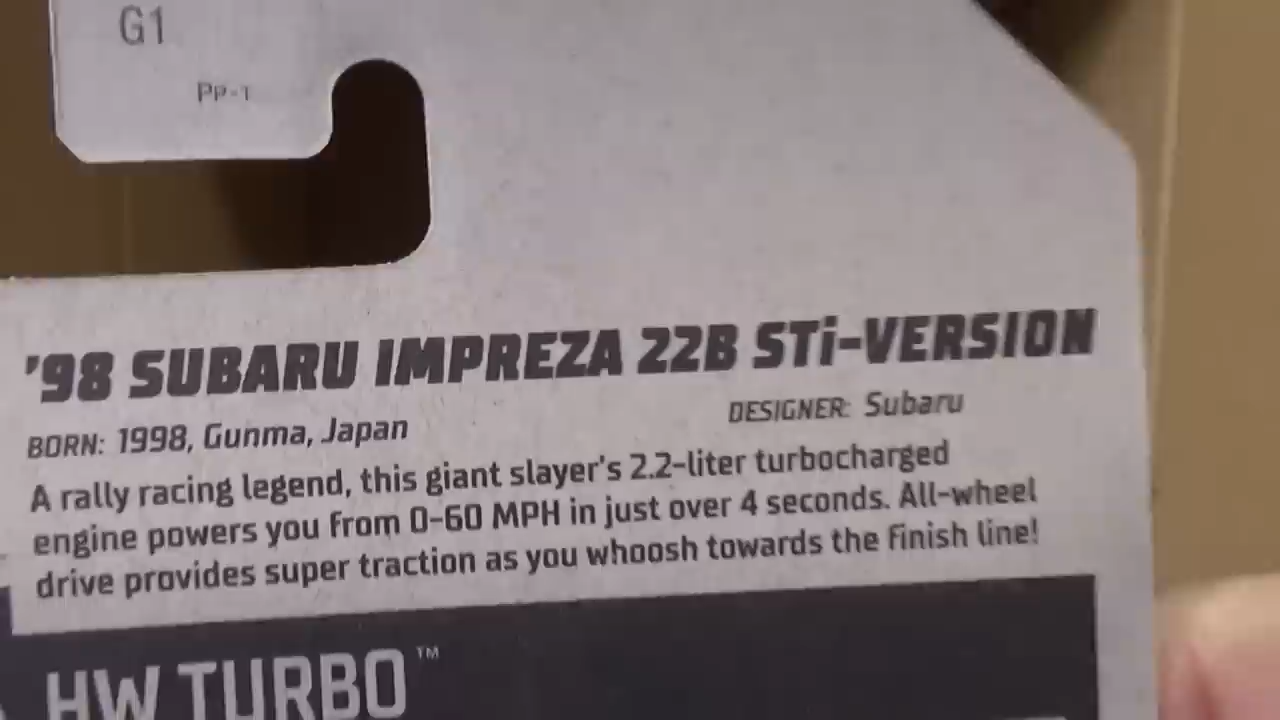 G1
PP-1
'98 SUBARU IMPREZA 22B STi-VERSION
BORN: 1998, Gunma, Japan DESIGNER: Subaru
A rally racing legend, this giant slayer's 2.2-liter turbocharged
engine powers you from 0-60 MPH in just over 4 seconds. All-wheel
drive provides super traction as you whoosh towards the finish line!
HW TURBO™